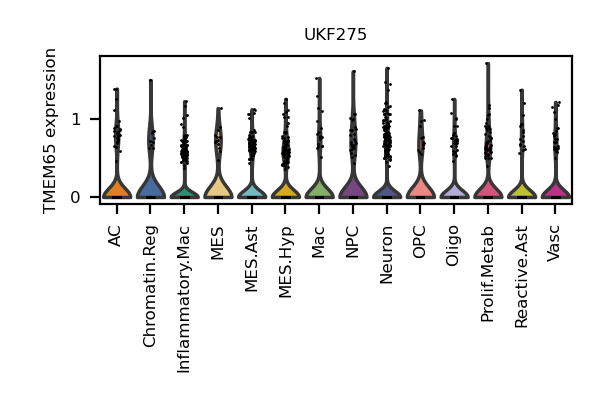 UKF275
TMEM65 expression
1
0
AC
Chromatin.Reg
Inflammatory.Mac
MES
MES.Ast
MES.Hyp
Mac
NPC
Neuron
OPC
Oligo
Prolif.Metab
Reactive.Ast
Vasc